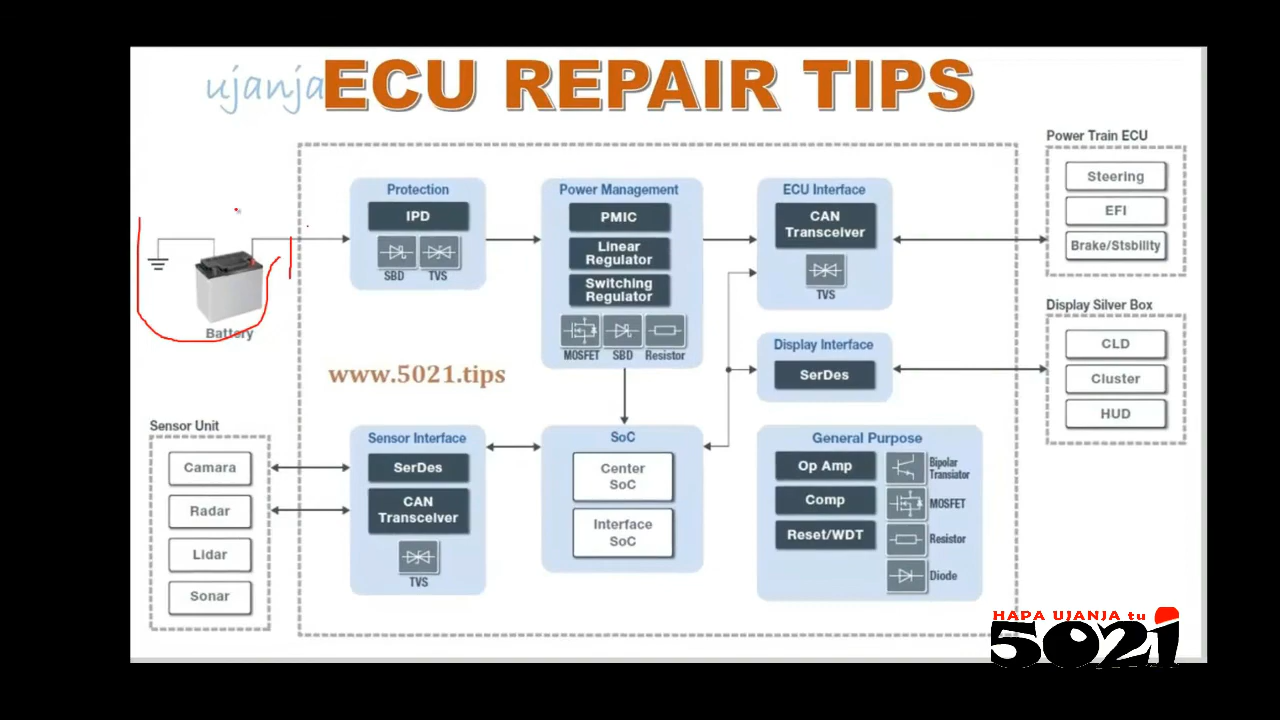 ujanja
ECU REPAIR TIPS
Power Train ECU
Steering
EFI
Brake/Stsbility
Protection
IPD
SBD
TVS
Power Management
PMIC
Linear
Regulator
Switching
Regulator
MOSFET
SBD
Resistor
ECU Interface
CAN
Transceiver
TVS
Battery
Display Silver Box
CLD
Cluster
HUD
Display Interface
SerDes
www.5021.tips
Sensor Unit
Camara
Radar
Lidar
Sonar
Sensor Interface
SerDes
CAN
Transcelver
TVS
SoC
Center
SoC
Interface
SoC
General Purpose
Op Amp
Comp
Reset/WDT
Bipolar
Transiator
MOSFET
Resistor
Diode
HAPA UJANJA tu
5021